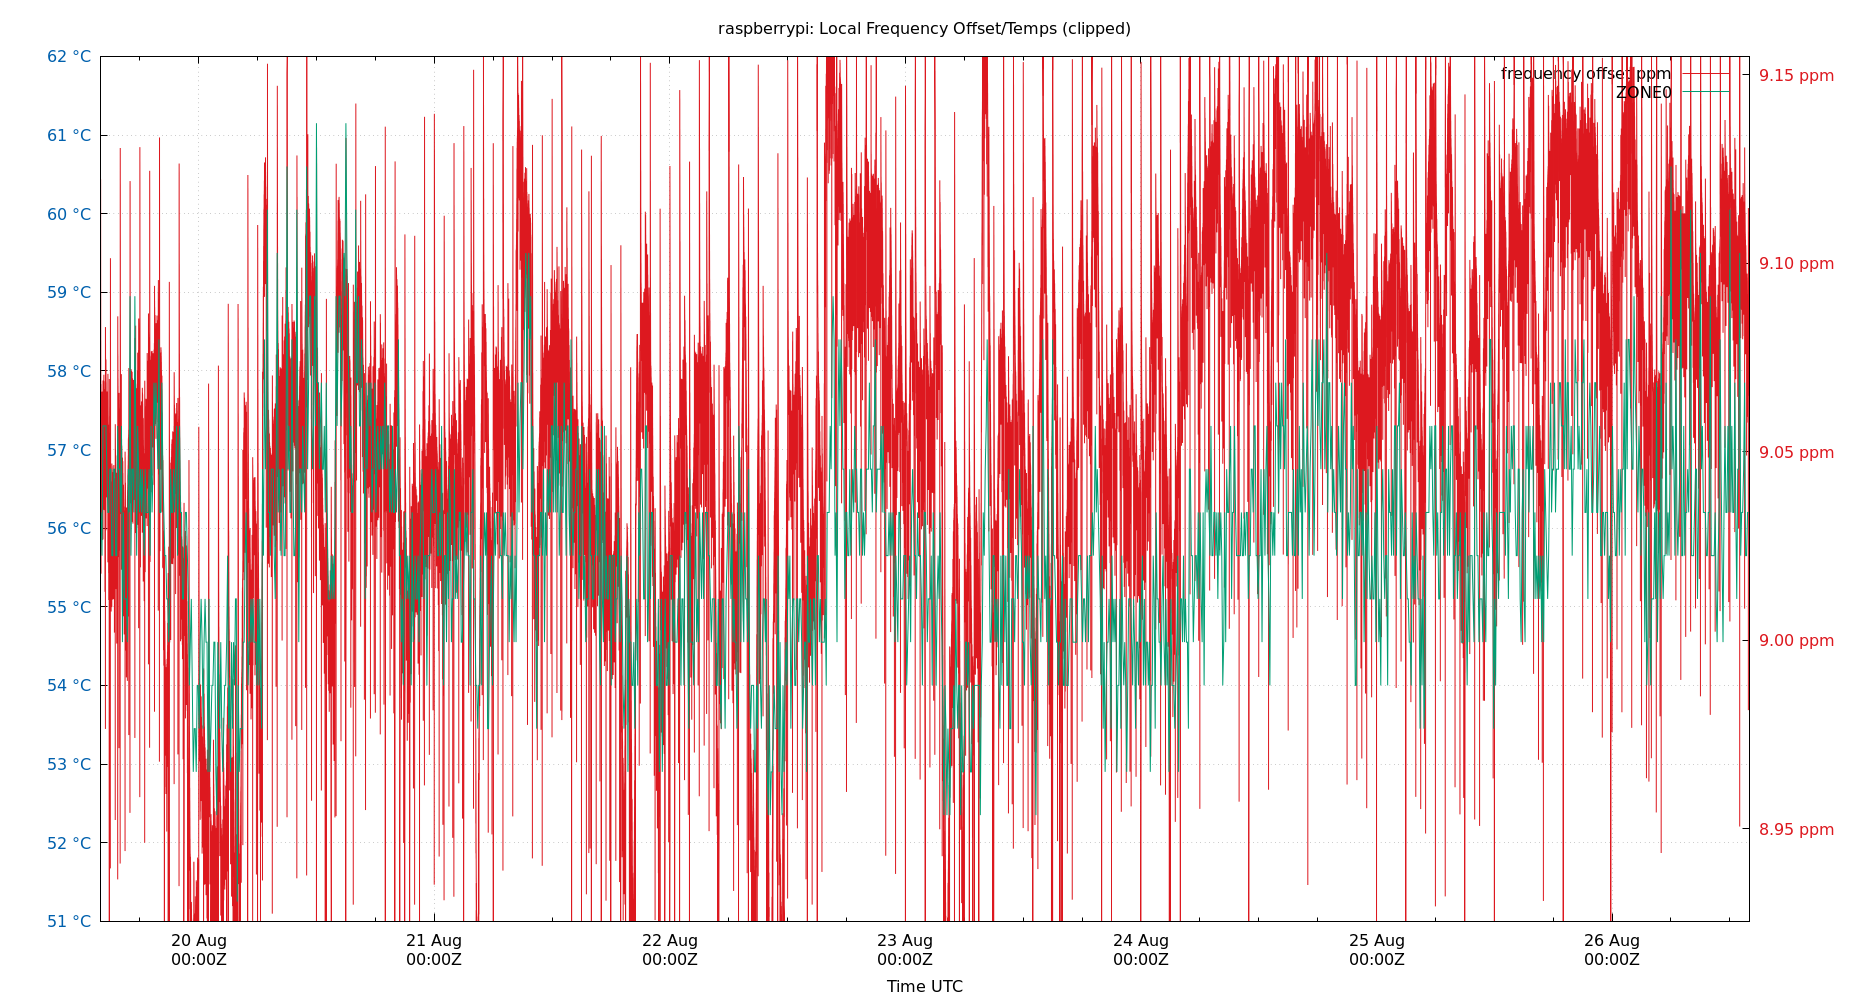 raspberrypi: Local Frequency Offset/Temps (clipped)
62 °C
61 °C
60 °C
59 °C
58 °C
57 °C
56 °C
55 °C
54 °C
53 °C
52 °C
51 °C
frequency offset ppm
ZONE0
9.15 ppm
9.10 ppm
9.05 ppm
9.00 ppm
8.95 ppm
20 Aug
00:00Z
21 Aug
00:00Z
22 Aug
00:00Z
23 Aug
00:00Z
24 Aug
00:00Z
25 Aug
00:00Z
26 Aug
00:00Z
Time UTC